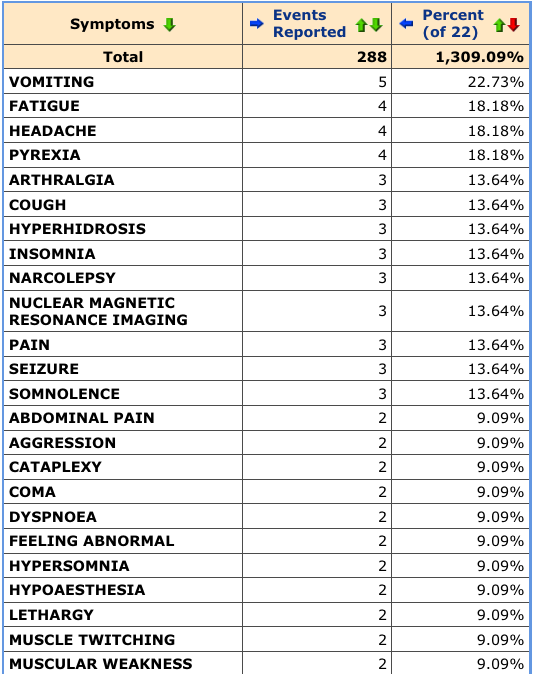 Symptoms Events Reported Percent (of 22)
Total 288 1,309.09%
VOMITING 5 22.73%
FATIGUE 4 18.18%
HEADACHE 4 18.18%
PYREXIA 4 18.18%
ARTHRALGIA 3 13.64%
COUGH 3 13.64%
HYPERHIDROSIS 3 13.64%
INSOMNIA 3 13.64%
NARCOLEPSY 3 13.64%
NUCLEAR MAGNETIC
RESONANCE IMAGING 3 13.64%
PAIN 3 13.64%
SEIZURE 3 13.64%
SOMNOLENCE 3 13.64%
ABDOMINAL PAIN 2 9.09%
AGGRESSION 2 9.09%
CATAPLEXY 2 9.09%
COMA 2 9.09%
DYSPNOEA 2 9.09%
FEELING ABNORMAL 2 9.09%
HYPERSOMNIA 2 9.09%
HYPOAESTHESIA 2 9.09%
LETHARGY 2 9.09%
MUSCLE TWITCHING 2 9.09%
MUSCULAR WEAKNESS 2 9.09%